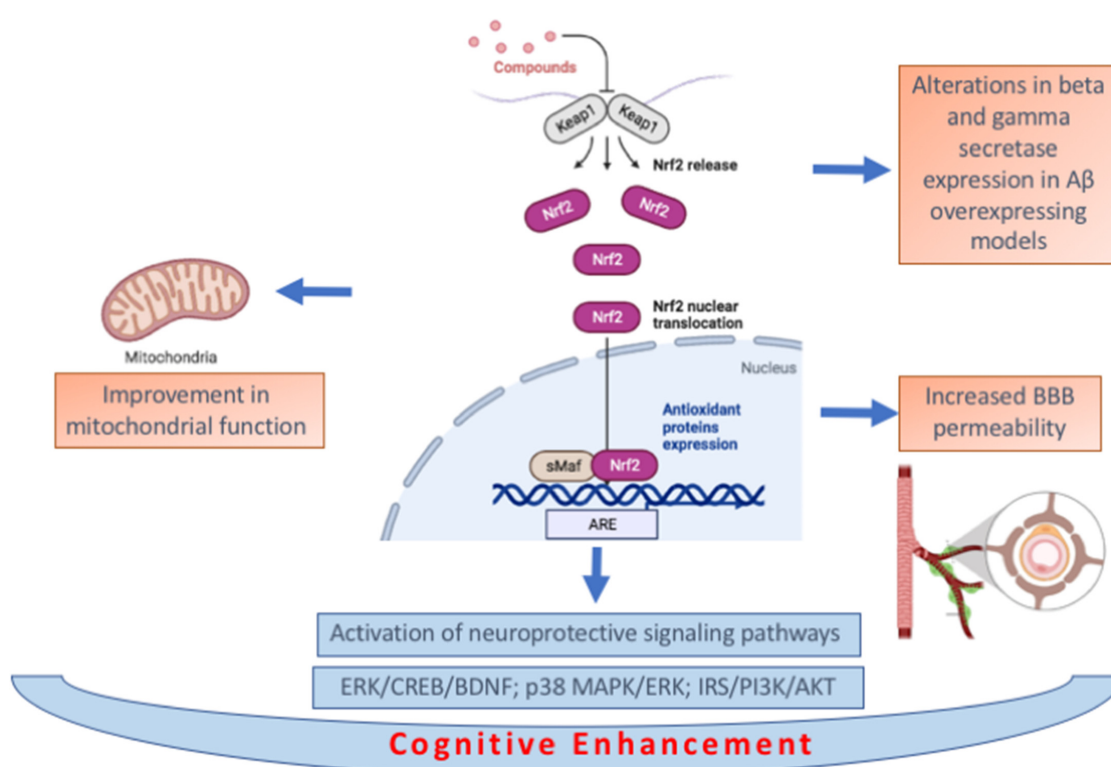 Compounds
Keap1
Keap1
Nrf2 release
Nrf2
Nrf2
Nrf2
Nrf2
Nrf2 nuclear
translocation
Nucleus
Antioxidant
proteins
expression
sMaf
Nrf2
ARE
Alterations in beta
and gamma
secretase
expression in Aβ
overexpressing
models
Mitochondria
Improvement in
mitochondrial function
Increased BBB
permeability
Activation of neuroprotective signaling pathways
ERK/CREB/BDNF; p38 MAPK/ERK; IRS/PI3K/AKT
Cognitive Enhancement